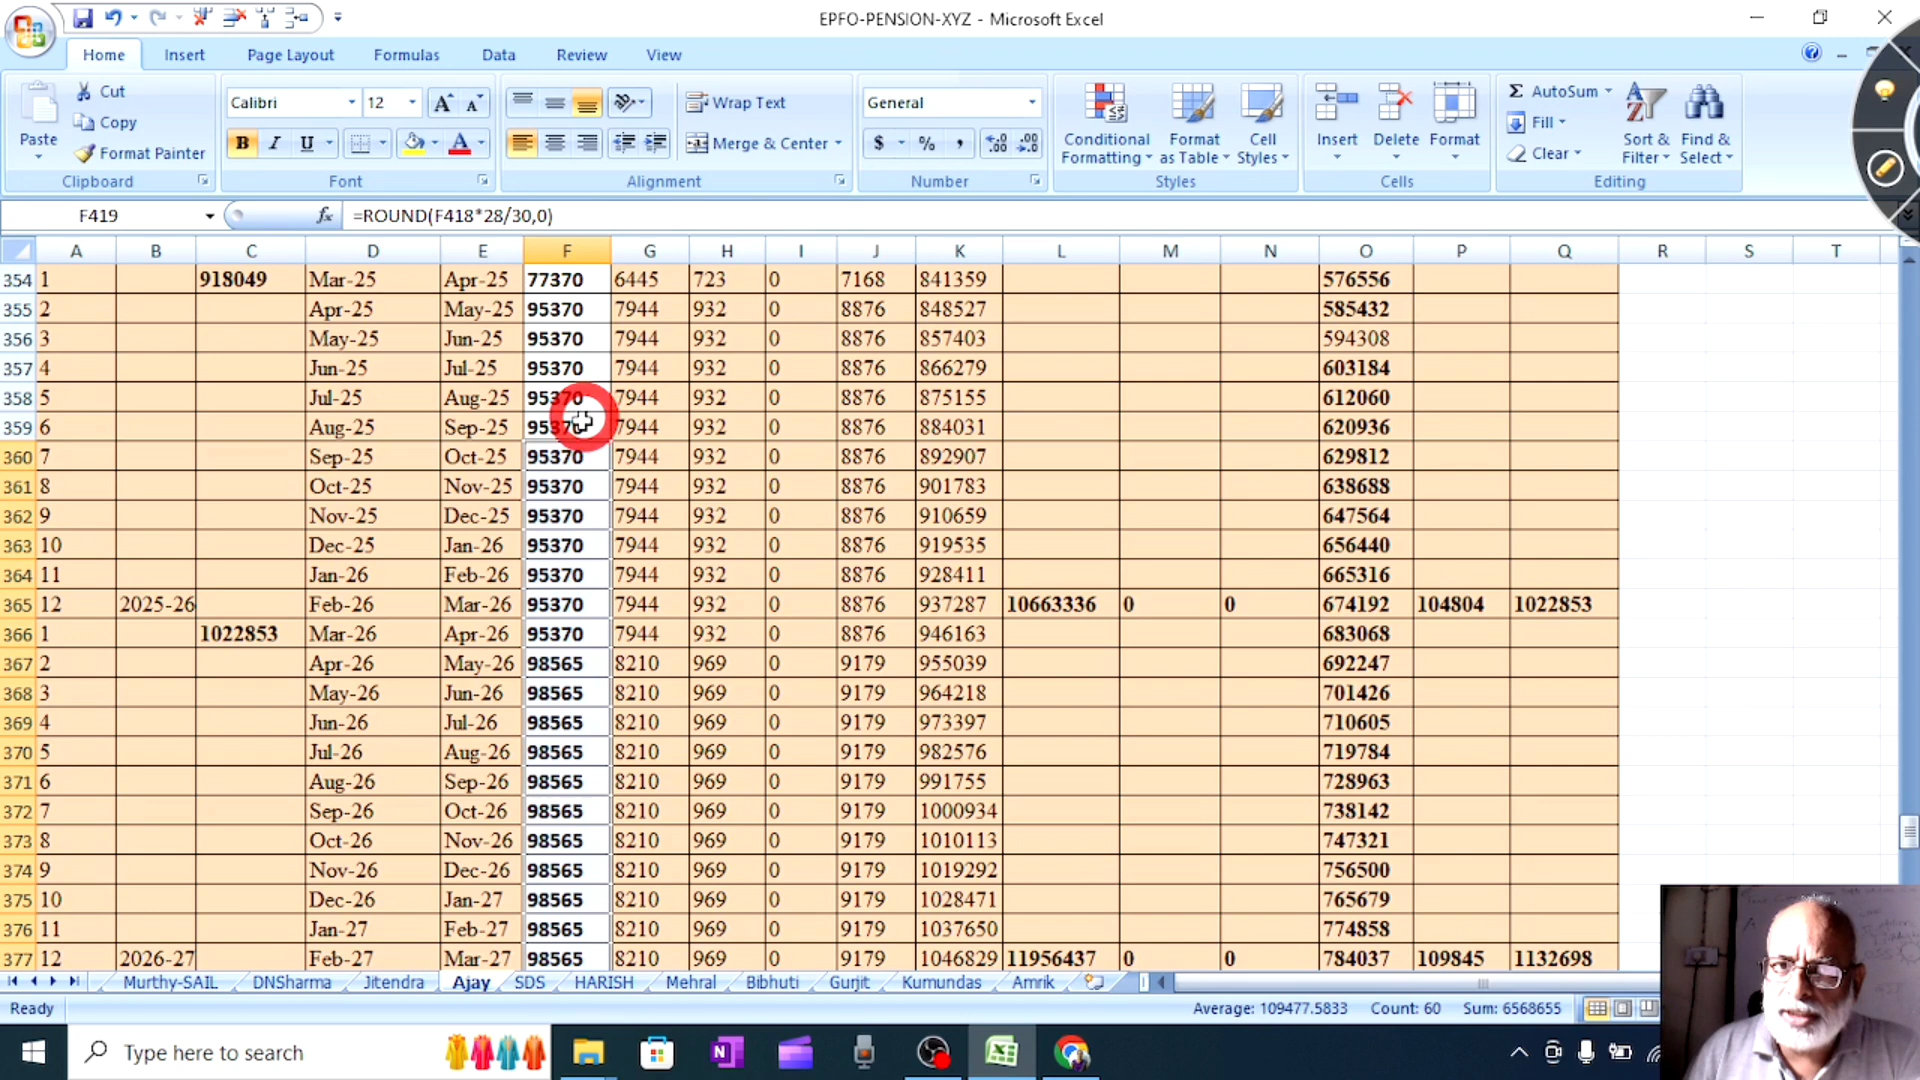 EPFO-PENSION-XYZ - Microsoft Excel
Home Insert Page Layout Formulas Data Review View
Paste
Cut
Copy
Format Painter
Clipboard
Calibri 12
B I U
Font
Wrap Text
Merge & Center
Alignment
General
$ % ,
Number
Conditional Formatting
Format as Table
Cell Styles
Styles
Insert Delete Format
Cells
Σ AutoSum
Fill
Clear
Sort & Filter
Find & Select
Editing
F419 fx =ROUND(F418*28/30,0)
A B C D E F G H I J K L M N O P Q R S T
354 1 918049 Mar-25 Apr-25 77370 6445 723 0 7168 841359 576556
355 2 Apr-25 May-25 95370 7944 932 0 8876 848527 585432
356 3 May-25 Jun-25 95370 7944 932 0 8876 857403 594308
357 4 Jun-25 Jul-25 95370 7944 932 0 8876 866279 603184
358 5 Jul-25 Aug-25 95370 7944 932 0 8876 875155 612060
359 6 Aug-25 Sep-25 95370 7944 932 0 8876 884031 620936
360 7 Sep-25 Oct-25 95370 7944 932 0 8876 892907 629812
361 8 Oct-25 Nov-25 95370 7944 932 0 8876 901783 638688
362 9 Nov-25 Dec-25 95370 7944 932 0 8876 910659 647564
363 10 Dec-25 Jan-26 95370 7944 932 0 8876 919535 656440
364 11 Jan-26 Feb-26 95370 7944 932 0 8876 928411 665316
365 12 2025-26 Feb-26 Mar-26 95370 7944 932 0 8876 937287 10663336 0 0 674192 104804 1022853
366 1 1022853 Mar-26 Apr-26 95370 7944 932 0 8876 946163 683068
367 2 Apr-26 May-26 98565 8210 969 0 9179 955039 692247
368 3 May-26 Jun-26 98565 8210 969 0 9179 964218 701426
369 4 Jun-26 Jul-26 98565 8210 969 0 9179 973397 710605
370 5 Jul-26 Aug-26 98565 8210 969 0 9179 982576 719784
371 6 Aug-26 Sep-26 98565 8210 969 0 9179 991755 728963
372 7 Sep-26 Oct-26 98565 8210 969 0 9179 1000934 738142
373 8 Oct-26 Nov-26 98565 8210 969 0 9179 1010113 747321
374 9 Nov-26 Dec-26 98565 8210 969 0 9179 1019292 756500
375 10 Dec-26 Jan-27 98565 8210 969 0 9179 1028471 765679
376 11 Jan-27 Feb-27 98565 8210 969 0 9179 1037650 774858
377 12 2026-27 Feb-27 Mar-27 98565 8210 969 0 9179 1046829 11956437 0 0 784037 109845 1132698
Murthy-SAIL DNSharma Jitendra Ajay SDS HARISH Mehral Bibhuti Gurjit Kumundas Amrik
Ready Average: 109477.5833 Count: 60 Sum: 6568655
Type here to search